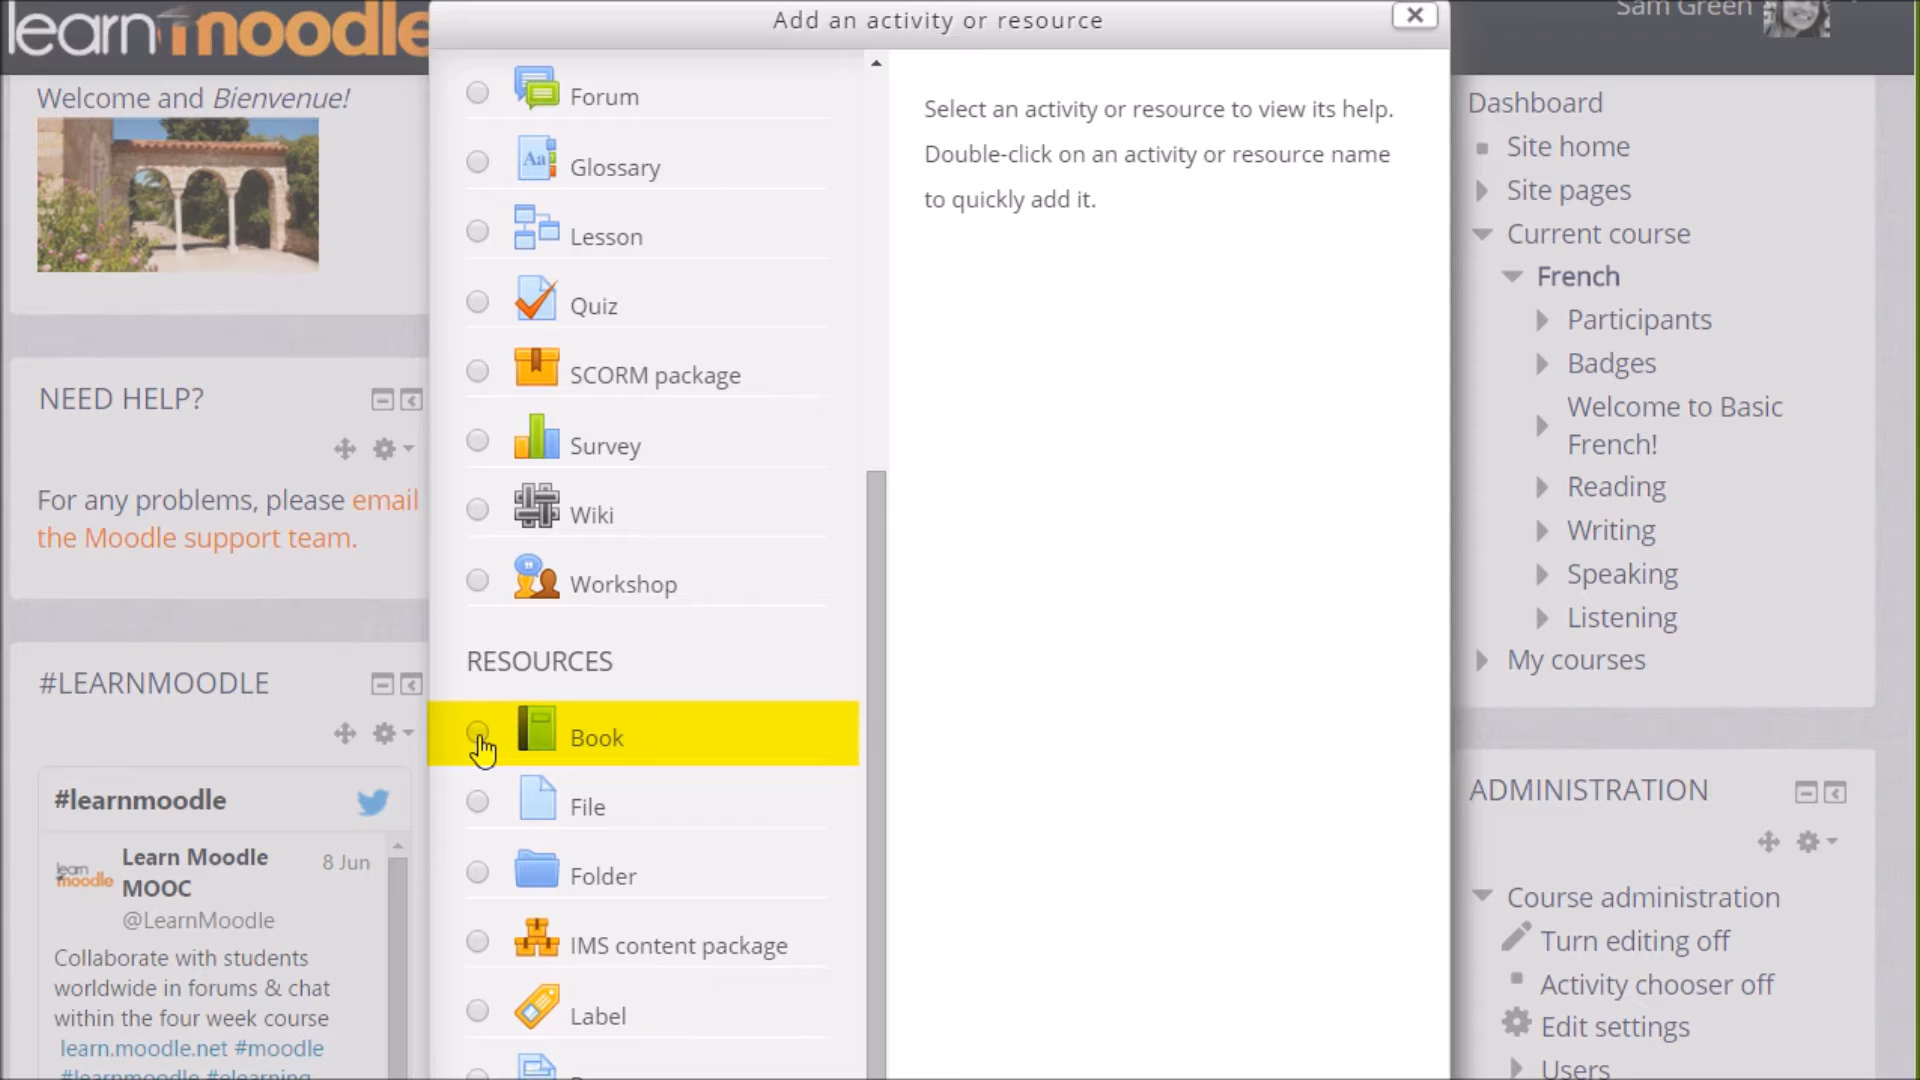 learn moodle
Add an activity or resource
Sam Green
Welcome and Bienvenue!
NEED HELP?
For any problems, please email
the Moodle support team.
#LEARNMOODLE
#learnmoodle
Learn Moodle
MOOC
8 Jun
@LearnMoodle
learn
moodle
Collaborate with students
worldwide in forums & chat
within the four week course
learn.moodle.net #moodle
#learnmoodle #elearning
Forum
Aa
Glossary
Lesson
Quiz
SCORM package
Survey
Wiki
Workshop
RESOURCES
Book
File
Folder
IMS content package
Label
Select an activity or resource to view its help.
Double-click on an activity or resource name
to quickly add it.
Dashboard
Site home
Site pages
Current course
French
Participants
Badges
Welcome to Basic
French!
Reading
Writing
Speaking
Listening
My courses
ADMINISTRATION
Course administration
Turn editing off
Activity chooser off
Edit settings
Users